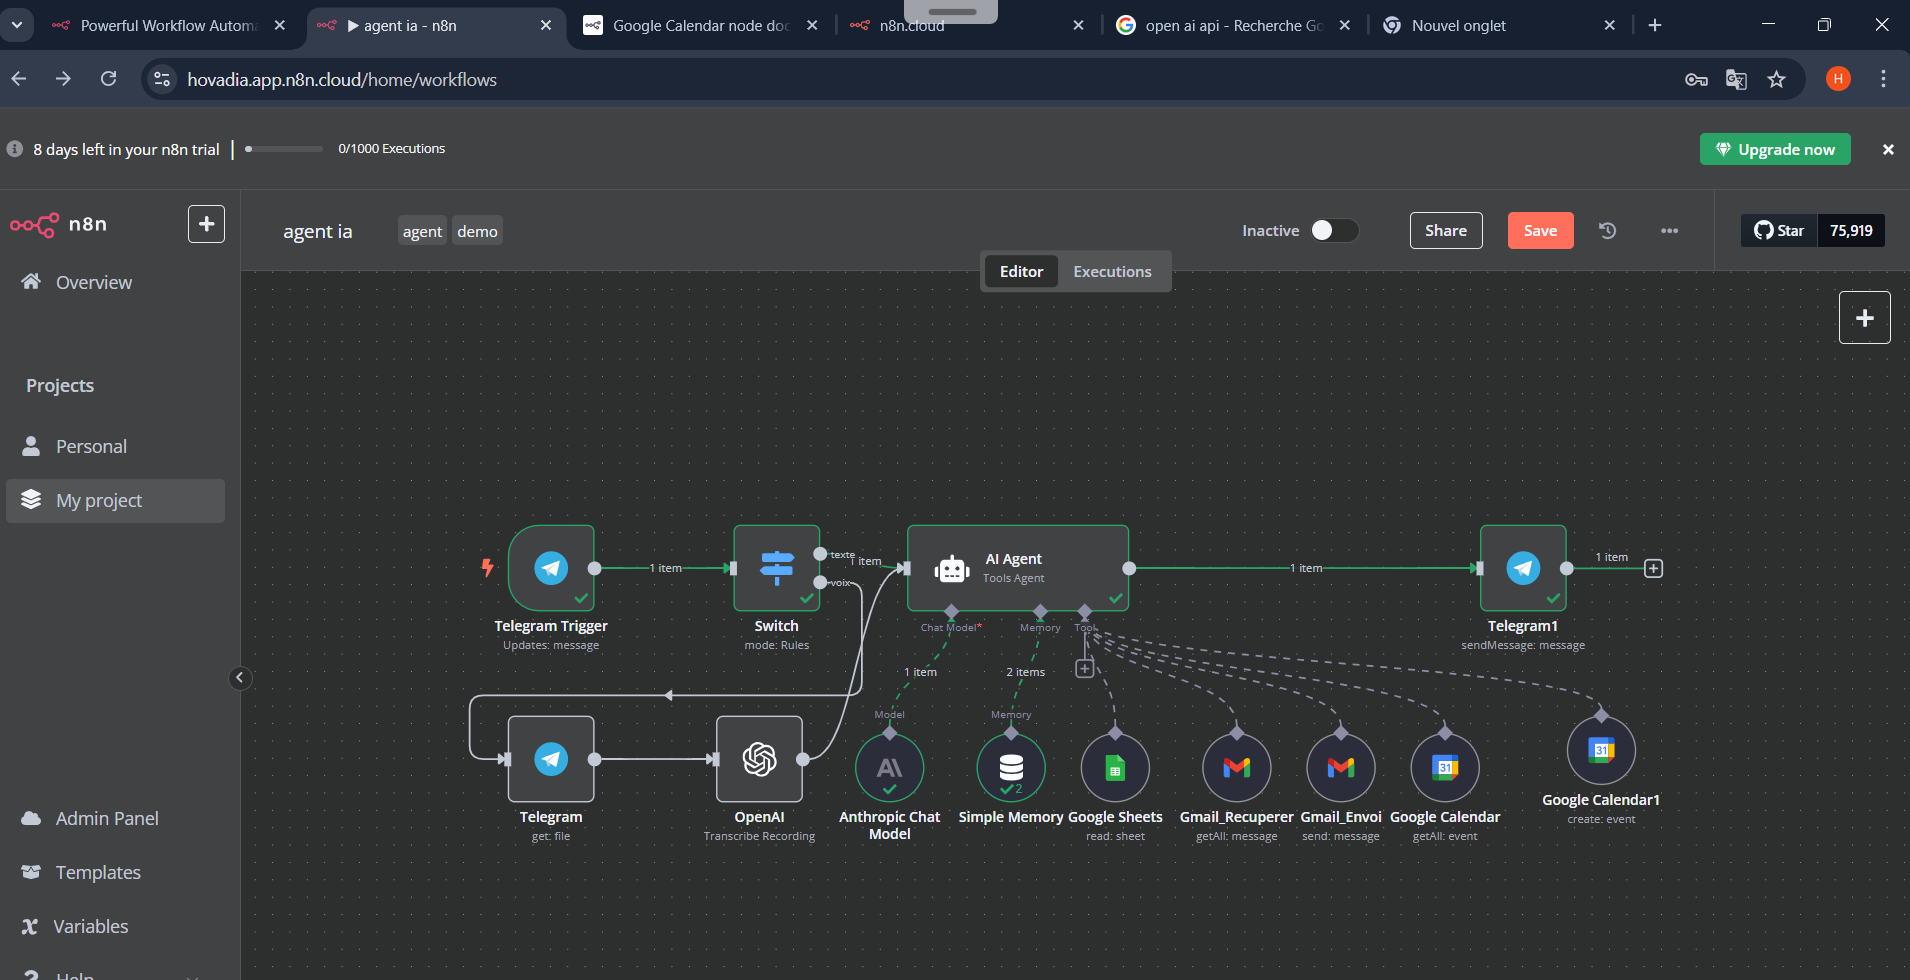 Powerful Workflow Automa
agent ia - n8n
Google Calendar node doc
n8n.cloud
open ai api - Recherche Go
Nouvel onglet
hovadia.app.n8n.cloud/home/workflows
H
8 days left in your n8n trial
0/1000 Executions
Upgrade now
n8n
agent ia
agent
demo
Inactive
Share
Save
Star
75,919
Editor
Executions
Overview
Projects
Personal
My project
Admin Panel
Templates
Variables
Help
1 item
texte
1 item
voix
AI Agent
Tools Agent
1 item
1 item
Telegram Trigger
Updates: message
Switch
mode: Rules
Chat Model*
Memory
Tool
Telegram1
sendMessage: message
1 item
2 items
Model
Memory
2
31
31
Telegram
get: file
OpenAI
Transcribe Recording
Anthropic Chat
Model
Simple Memory
Google Sheets
read: sheet
Gmail_Recuperer
getAll: message
Gmail_Envoi
send: message
Google Calendar
getAll: event
Google Calendar1
create: event